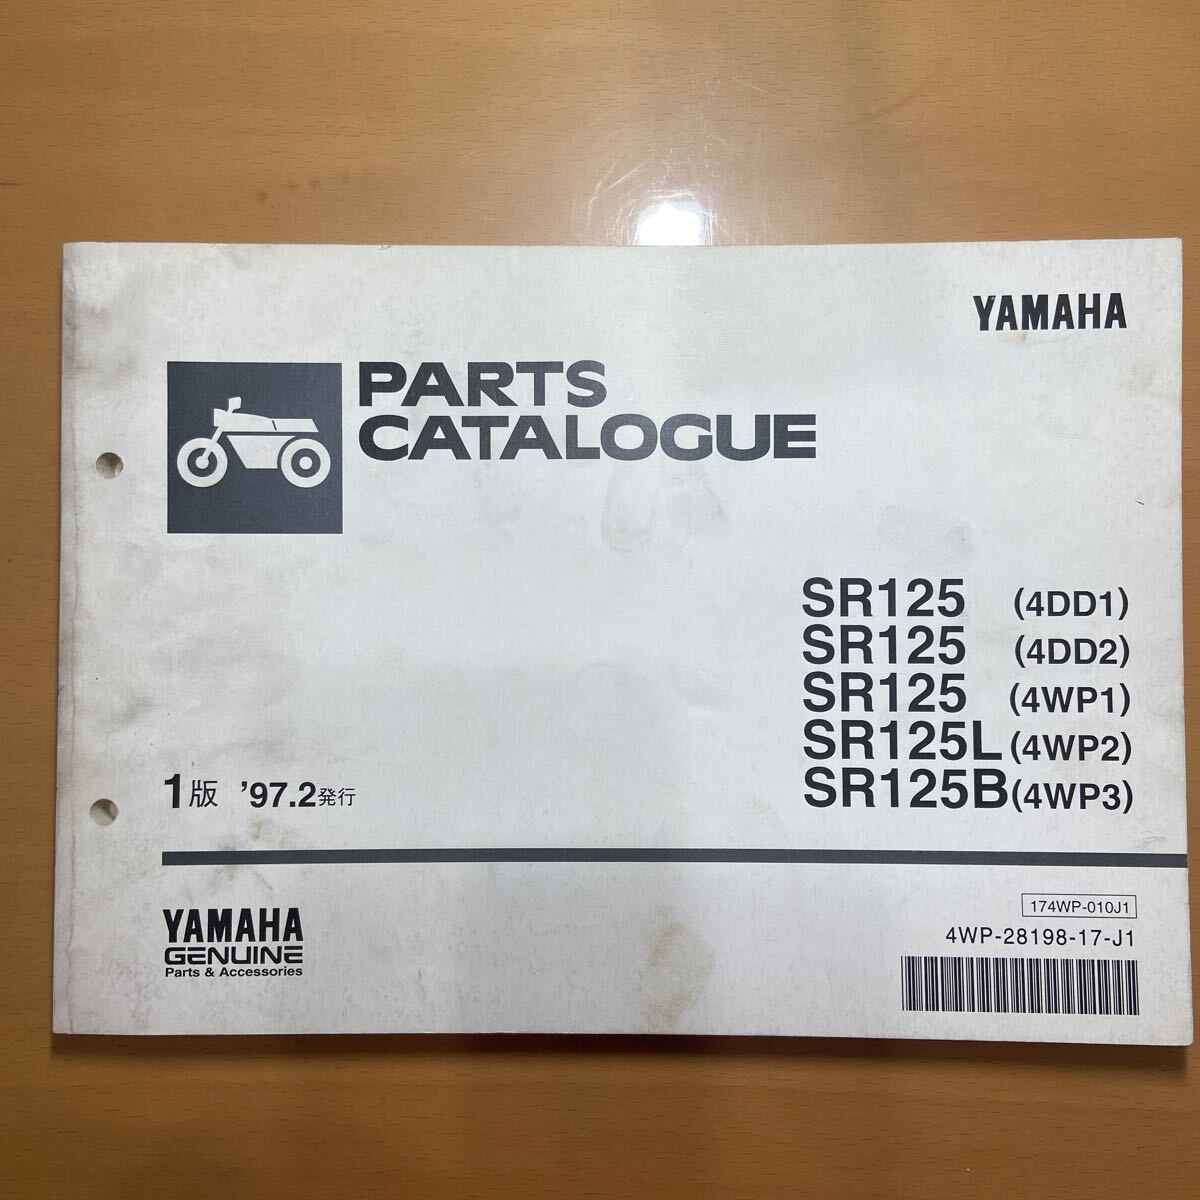 YAMAHA
PARTS
CATALOGUE
SR125 (4DD1)
SR125 (4DD2)
SR125 (4WP1)
SR125L (4WP2)
SR125B (4WP3)
1版 '97.2発行
YAMAHA
GENUINE
Parts & Accessories
174WP-010J1
4WP-28198-17-J1